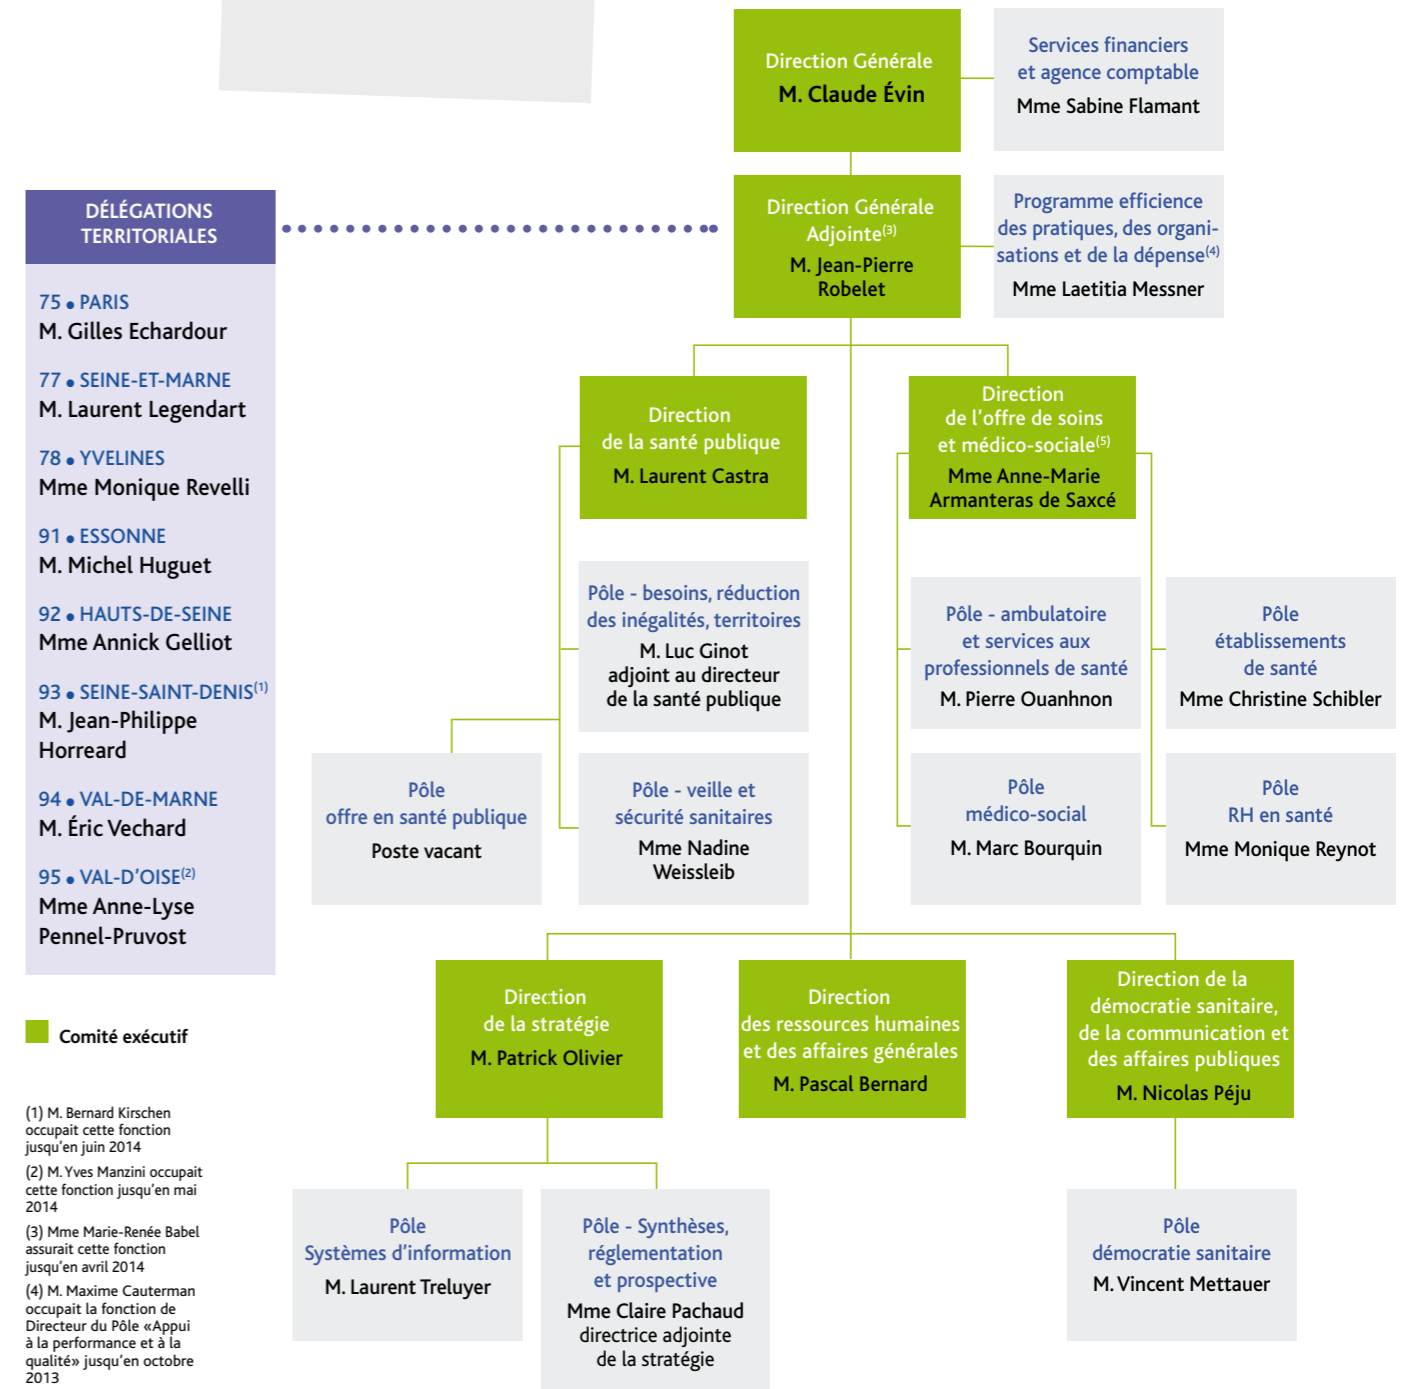 Direction Générale
M. Claude Évin
Services financiers
et agence comptable
Mme Sabine Flamant
Direction Générale
Adjointe(3)
M. Jean-Pierre
Robelet
Programme efficience
des pratiques, des organi-
sations et de la dépense(4)
Mme Laetitia Messner
DÉLÉGATIONS
TERRITORIALES
75 • PARIS
M. Gilles Echardour
77 • SEINE-ET-MARNE
M. Laurent Legendart
78 • YVELINES
Mme Monique Revelli
91 • ESSONNE
M. Michel Huguet
92 • HAUTS-DE-SEINE
Mme Annick Gelliot
93 • SEINE-SAINT-DENIS(1)
M. Jean-Philippe
Horreard
94 • VAL-DE-MARNE
M. Éric Vechard
95 • VAL-D'OISE(2)
Mme Anne-Lyse
Pennel-Pruvost
Direction
de la santé publique
M. Laurent Castra
Direction
de l'offre de soins
et médico-sociale(5)
Mme Anne-Marie
Armanteras de Saxcé
Pôle - besoins, réduction
des inégalités, territoires
M. Luc Ginot
adjoint au directeur
de la santé publique
Pôle - ambulatoire
et services aux
professionnels de santé
M. Pierre Ouanhnon
Pôle
établissements
de santé
Mme Christine Schibler
Pôle
offre en santé publique
Poste vacant
Pôle - veille et
sécurité sanitaires
Mme Nadine
Weissleib
Pôle
médico-social
M. Marc Bourquin
Pôle
RH en santé
Mme Monique Reynot
Direction
de la stratégie
M. Patrick Olivier
Direction
des ressources humaines
et des affaires générales
M. Pascal Bernard
Direction de la
démocratie sanitaire,
de la communication et
des affaires publiques
M. Nicolas Péju
Pôle
Systèmes d'information
M. Laurent Treluyer
Pôle - Synthèses,
réglementation
et prospective
Mme Claire Pachaud
directrice adjointe
de la stratégie
Pôle
démocratie sanitaire
M. Vincent Mettauer
Comité exécutif
(1) M. Bernard Kirschen
occupait cette fonction
jusqu'en juin 2014
(2) M. Yves Manzini occupait
cette fonction jusqu'en mai
2014
(3) Mme Marie-Renée Babel
assurait cette fonction
jusqu'en avril 2014
(4) M. Maxime Cauterman
occupait la fonction de
Directeur du Pôle «Appui
à la performance et à la
qualité» jusqu'en octobre
2013